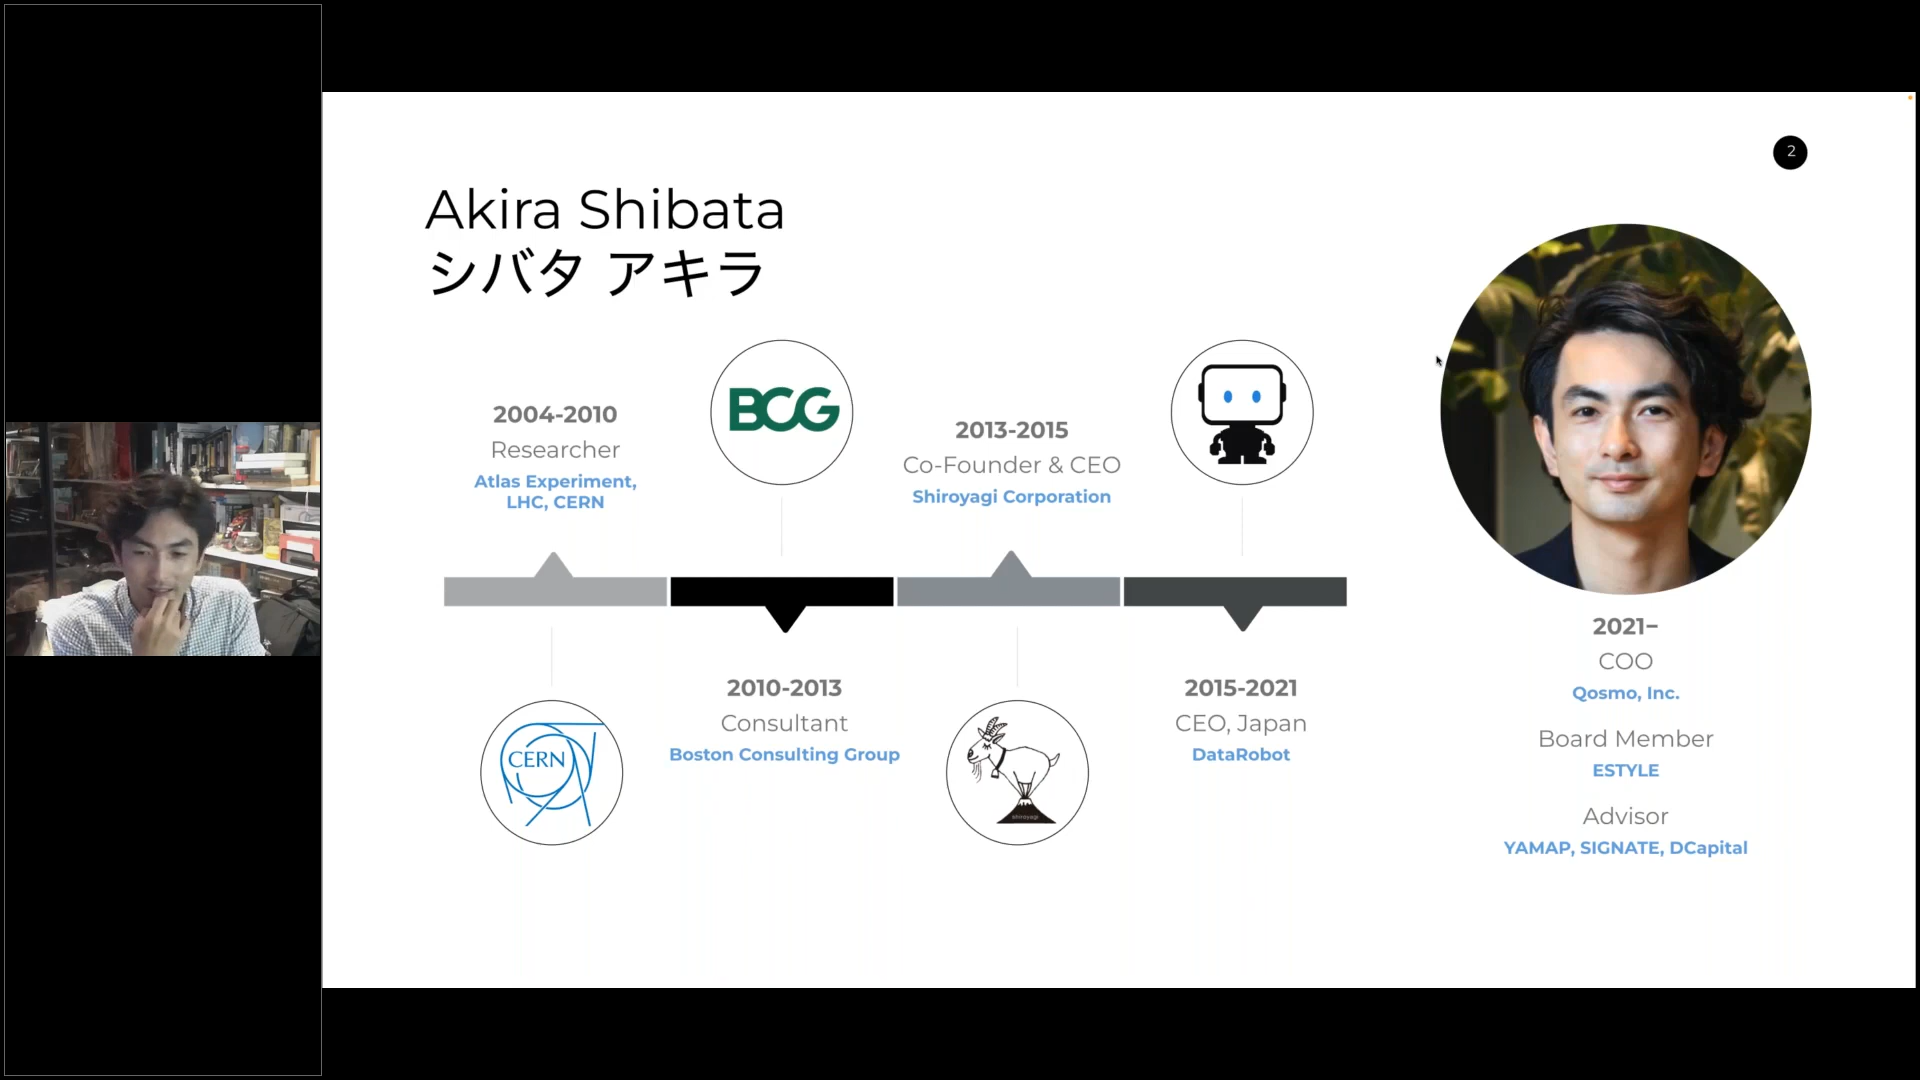 2
Akira Shibata
シバタ アキラ
2004-2010
Researcher
Atlas Experiment,
LHC, CERN
BCG
2013-2015
Co-Founder & CEO
Shiroyagi Corporation
CERN
2010-2013
Consultant
Boston Consulting Group
shiroyagi
2015-2021
CEO, Japan
DataRobot
2021–
COO
Qosmo, Inc.
Board Member
ESTYLE
Advisor
YAMAP, SIGNATE, DCapital